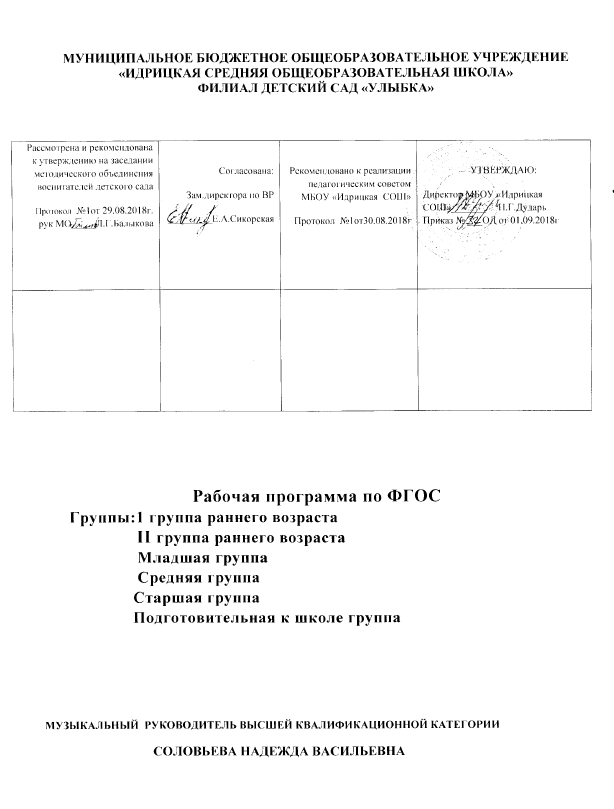 МУНИЦИПАЛЬНОЕ БЮДЖЕТНОЕ ОБЩЕОБРАЗОВАТЕЛЬНОЕ УЧРЕЖДЕНИЕ
«ИДРИЦКАЯ СРЕДНЯЯ ОБЩЕОБРАЗОВАТЕЛЬНАЯ ШКОЛА»
ФИЛИАЛ ДЕТСКИЙ САД «УЛЫБКА»
Рассмотрена и рекомендована
к утверждению на заседании
методического объединения
воспитателей детского сада
Протокол №1от 29.08.2018г.
рук МО Л.Г.Балыкова
Согласована:
Зам.директора по ВР
Е.А.Сикорская
Рекомендовано к реализации
педагогическим советом
МБОУ «Идрицкая СОШ»
Протокол №1от30.08.2018г
УТВЕРЖДАЮ:
Директор МБОУ «Идрицкая
СОШ» П.Г.Дударь
Приказ № ОД от 01.09.2018г
Рабочая программа по ФГОС
Группы:1 группа раннего возраста
II группа раннего возраста
Младшая группа
Средняя группа
Старшая группа
Подготовительная к школе группа
МУЗЫКАЛЬНЫЙ РУКОВОДИТЕЛЬ ВЫСШЕЙ КВАЛИФИКАЦИОННОЙ КАТЕГОРИИ
СОЛОВЬЕВА НАДЕЖДА ВАСИЛЬЕВНА